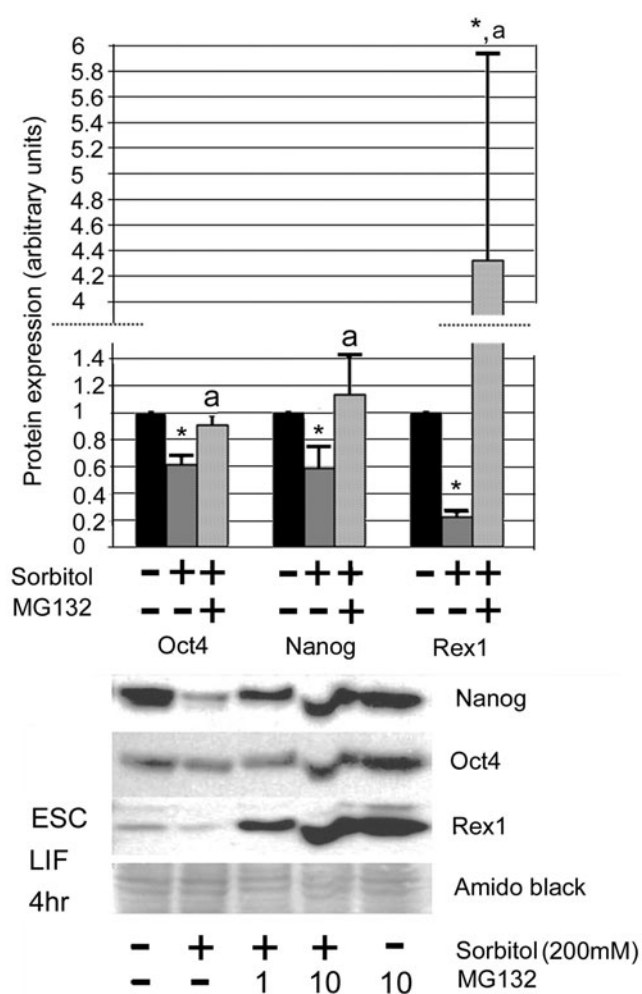 *,a
6
5.8
5.6
5.4
5.2
5
4.8
4.6
4.4
4.2
4
Protein expression (arbitrary units)
1.4
1.2
1
0.8
0.6
0.4
0.2
0
* a
* a
*
Sorbitol - + + - + + - + +
MG132 - - + - - + - - +
Oct4 Nanog Rex1
Nanog
Oct4
Rex1
Amido black
ESC
LIF
4hr
- + + + - Sorbitol (200mM)
- - 1 10 10 MG132